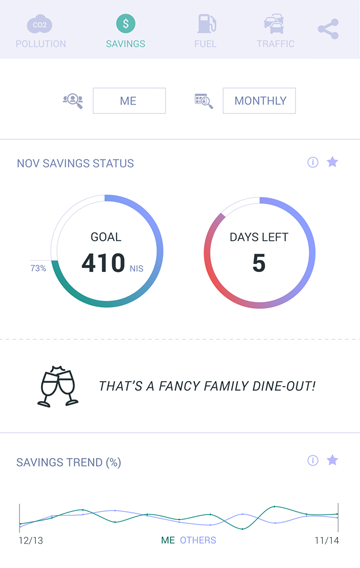 CO2
POLLUTION
$
SAVINGS
FUEL
TRAFFIC
ME
MONTHLY
NOV SAVINGS STATUS
GOAL
410 NIS
73%
DAYS LEFT
5
THAT'S A FANCY FAMILY DINE-OUT!
SAVINGS TREND (%)
12/13
ME OTHERS
11/14